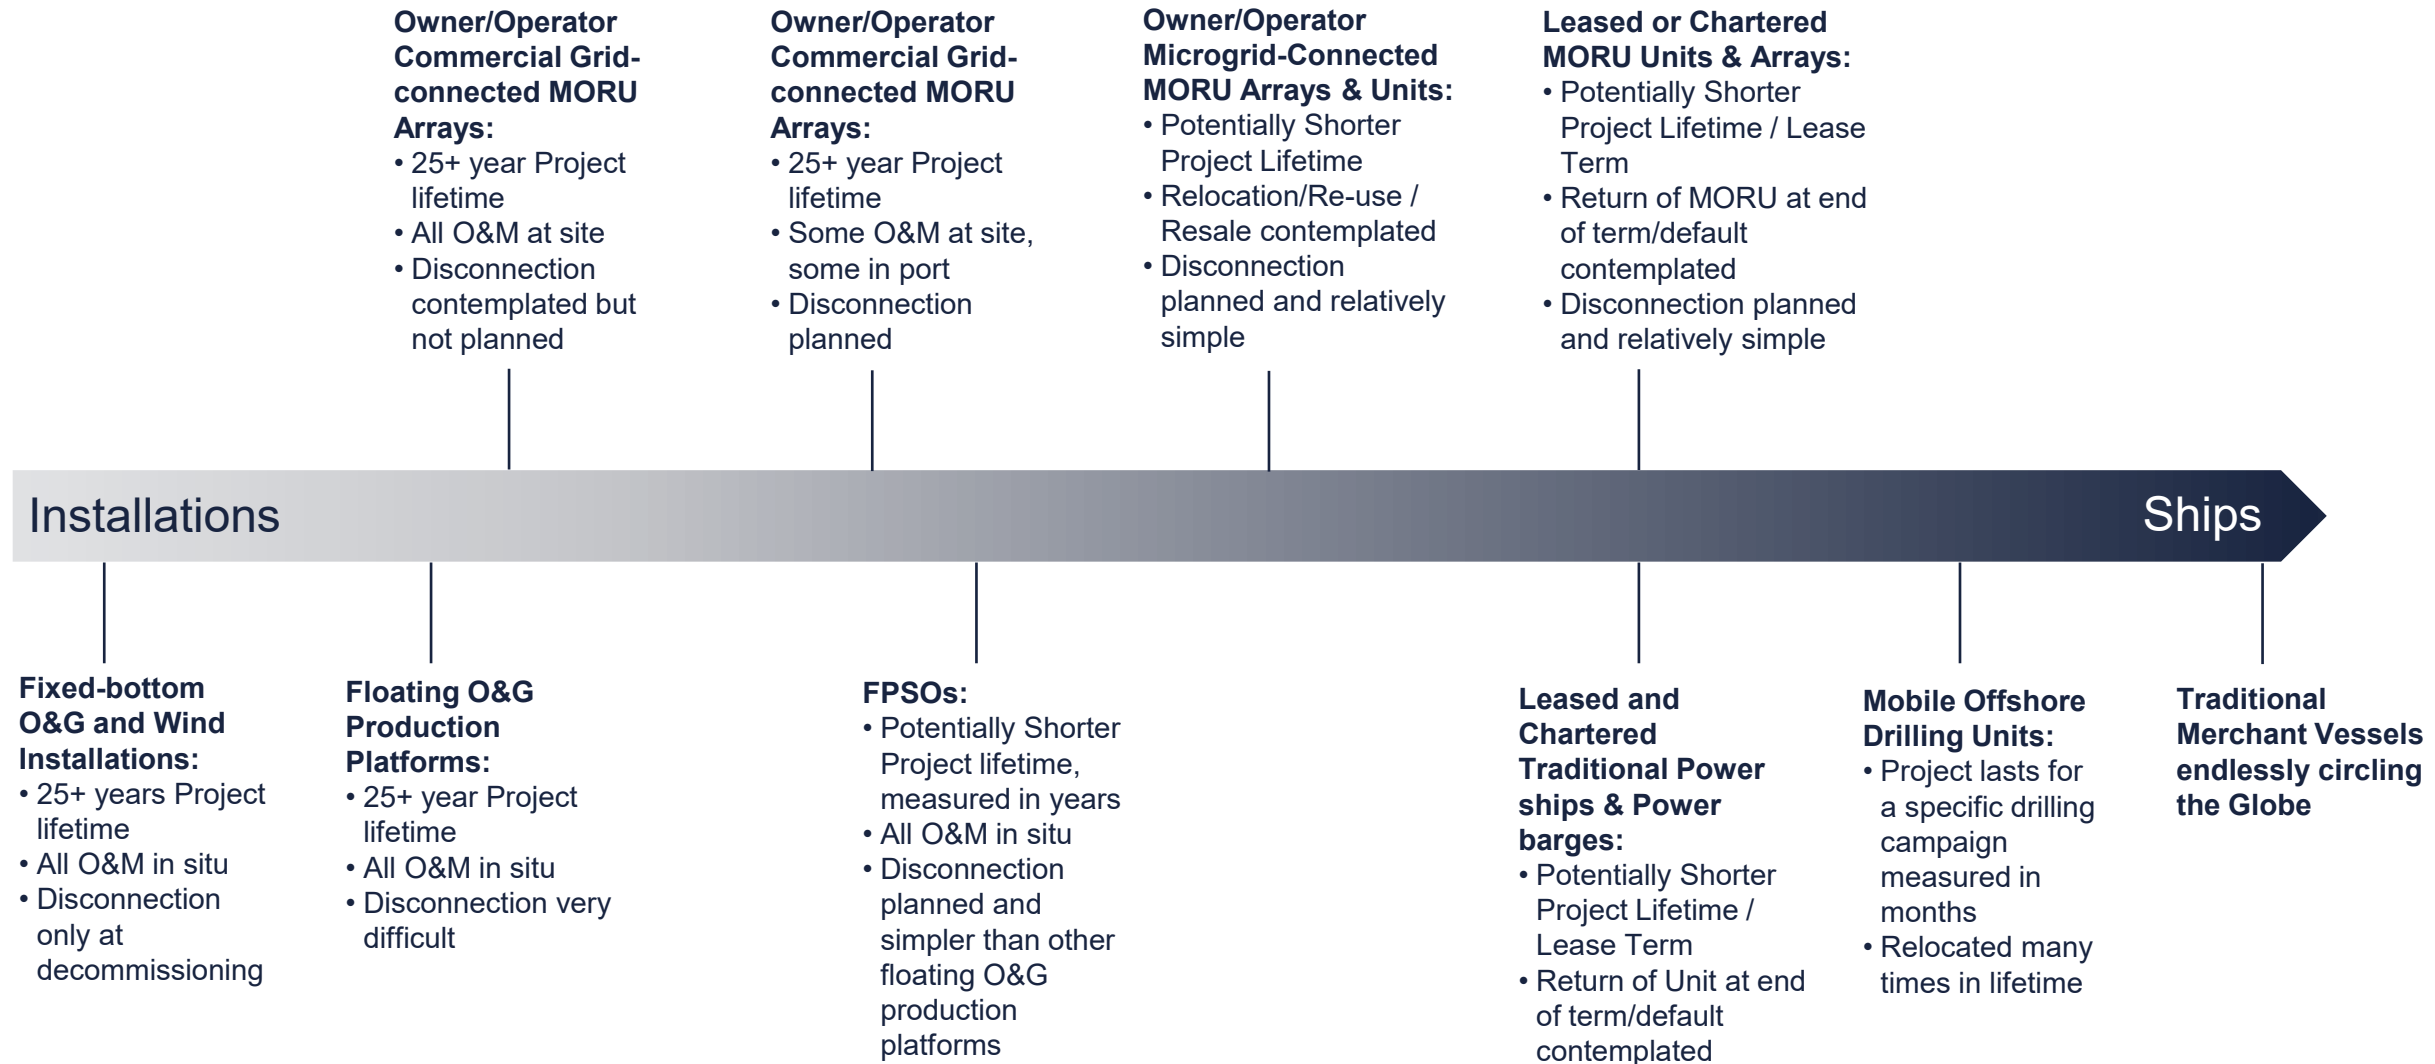 Owner/Operator
Commercial Grid-
connected MORU
Arrays:
• 25+ year Project
lifetime
• All O&M at site
• Disconnection
contemplated but
not planned
Owner/Operator
Commercial Grid-
connected MORU
Arrays:
• 25+ year Project
lifetime
• Some O&M at site,
some in port
• Disconnection
planned
Owner/Operator
Microgrid-Connected
MORU Arrays & Units:
• Potentially Shorter
Project Lifetime
• Relocation/Re-use /
Resale contemplated
• Disconnection
planned and relatively
simple
Leased or Chartered
MORU Units & Arrays:
• Potentially Shorter
Project Lifetime / Lease
Term
• Return of MORU at end
of term/default
contemplated
• Disconnection planned
and relatively simple
Installations
Ships
Fixed-bottom
O&G and Wind
Installations:
• 25+ years Project
lifetime
• All O&M in situ
• Disconnection
only at
decommissioning
Floating O&G
Production
Platforms:
• 25+ year Project
lifetime
• All O&M in situ
• Disconnection very
difficult
FPSOs:
• Potentially Shorter
Project lifetime,
measured in years
• All O&M in situ
• Disconnection
planned and
simpler than other
floating O&G
production
platforms
Leased and
Chartered
Traditional Power
ships & Power
barges:
• Potentially Shorter
Project Lifetime /
Lease Term
• Return of Unit at end
of term/default
contemplated
Mobile Offshore
Drilling Units:
• Project lasts for
a specific drilling
campaign
measured in
months
• Relocated many
times in lifetime
Traditional
Merchant Vessels
endlessly circling
the Globe